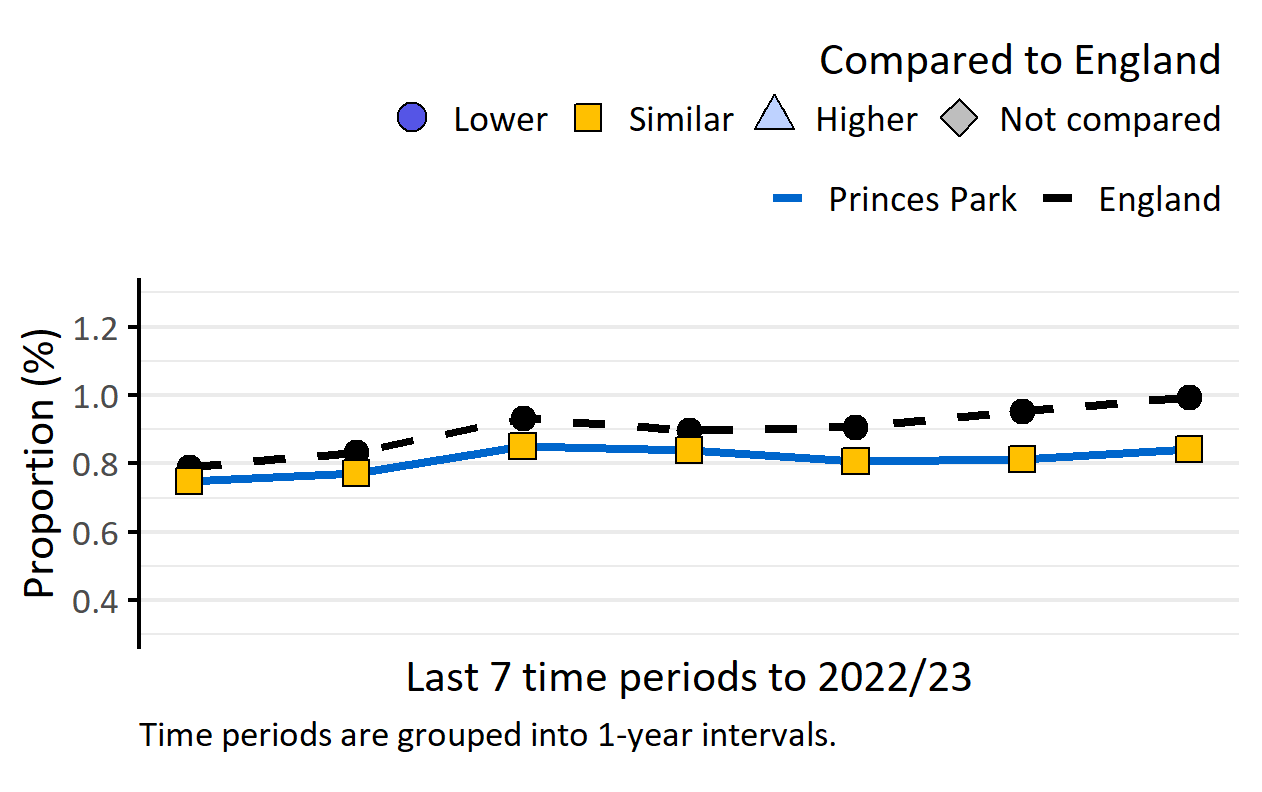 Compared to England
Lower Similar Higher Not compared
Princes Park England
Proportion (%)
1.2
1.0
0.8
0.6
0.4
Last 7 time periods to 2022/23
Time periods are grouped into 1-year intervals.